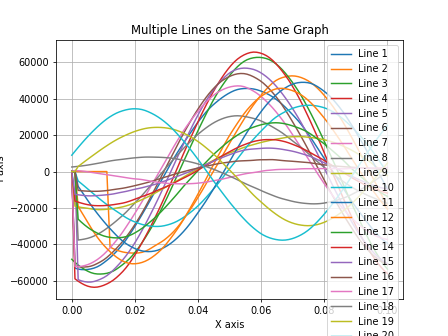 Multiple Lines on the Same Graph
60000
40000
20000
0
−20000
−40000
−60000
0.00
0.02
0.04
0.06
0.08
X axis
Line 1
Line 2
Line 3
Line 4
Line 5
Line 6
Line 7
Line 8
Line 9
Line 10
Line 11
Line 12
Line 13
Line 14
Line 15
Line 16
Line 17
Line 18
Line 19
Line 20